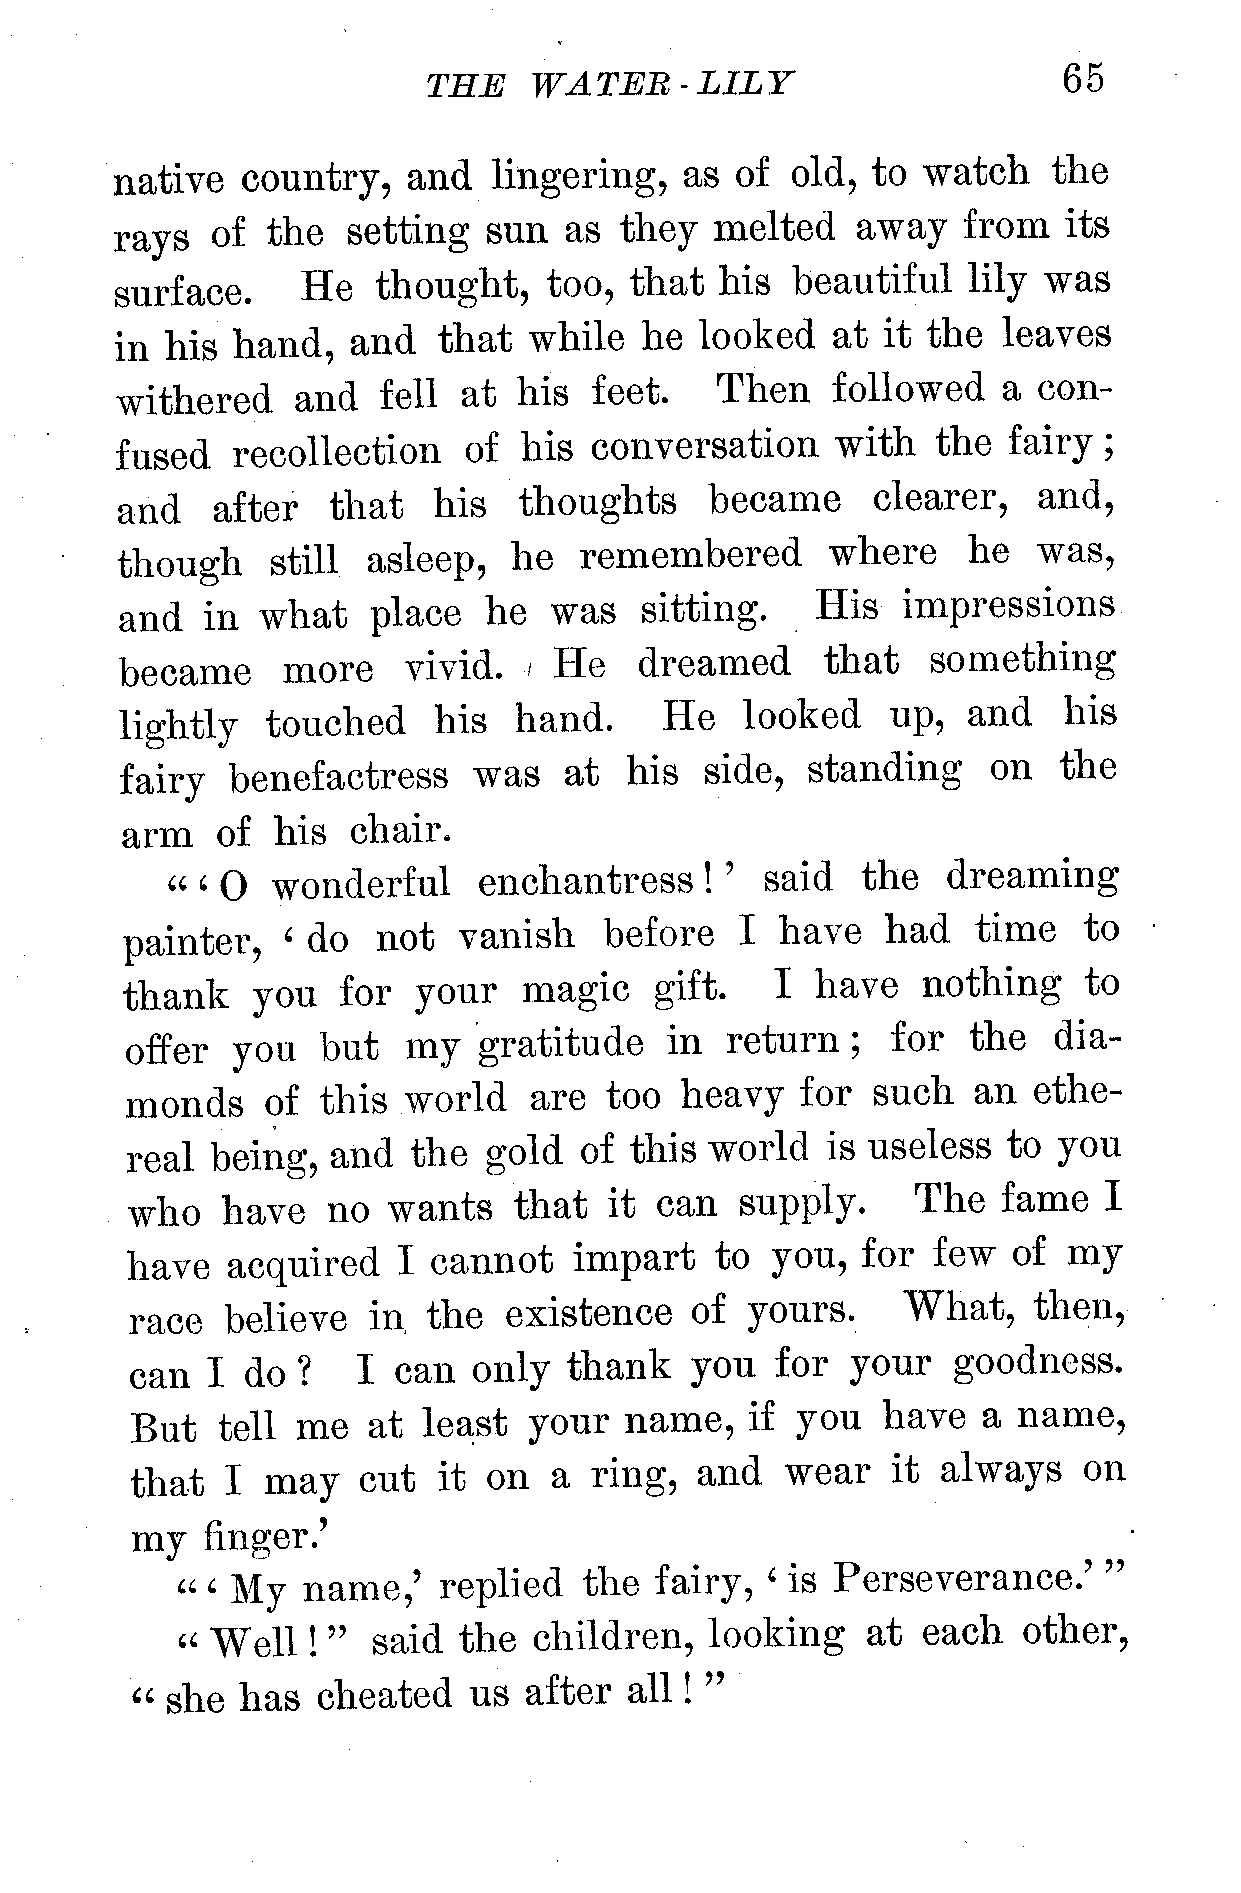 THE WATER-LILY 65
native country, and lingering, as of old, to watch the
rays of the setting sun as they melted away from its
surface. He thought, too, that his beautiful lily was
in his hand, and that while he looked at it the leaves
withered and fell at his feet. Then followed a con-
fused recollection of his conversation with the fairy;
and after that his thoughts became clearer, and,
though still asleep, he remembered where he was,
and in what place he was sitting. His impressions
became more vivid. He dreamed that something
lightly touched his hand. He looked up, and his
fairy benefactress was at his side, standing on the
arm of his chair.
“‘O wonderful enchantress!’ said the dreaming
painter, ‘do not vanish before I have had time to
thank you for your magic gift. I have nothing to
offer you but my gratitude in return; for the dia-
monds of this world are too heavy for such an ethe-
real being, and the gold of this world is useless to you
who have no wants that it can supply. The fame I
have acquired I cannot impart to you, for few of my
race believe in the existence of yours. What, then,
can I do? I can only thank you for your goodness.
But tell me at least your name, if you have a name,
that I may cut it on a ring, and wear it always on
my finger.’
“‘My name,’ replied the fairy, ‘is Perseverance.’”
“Well!” said the children, looking at each other,
“she has cheated us after all!”